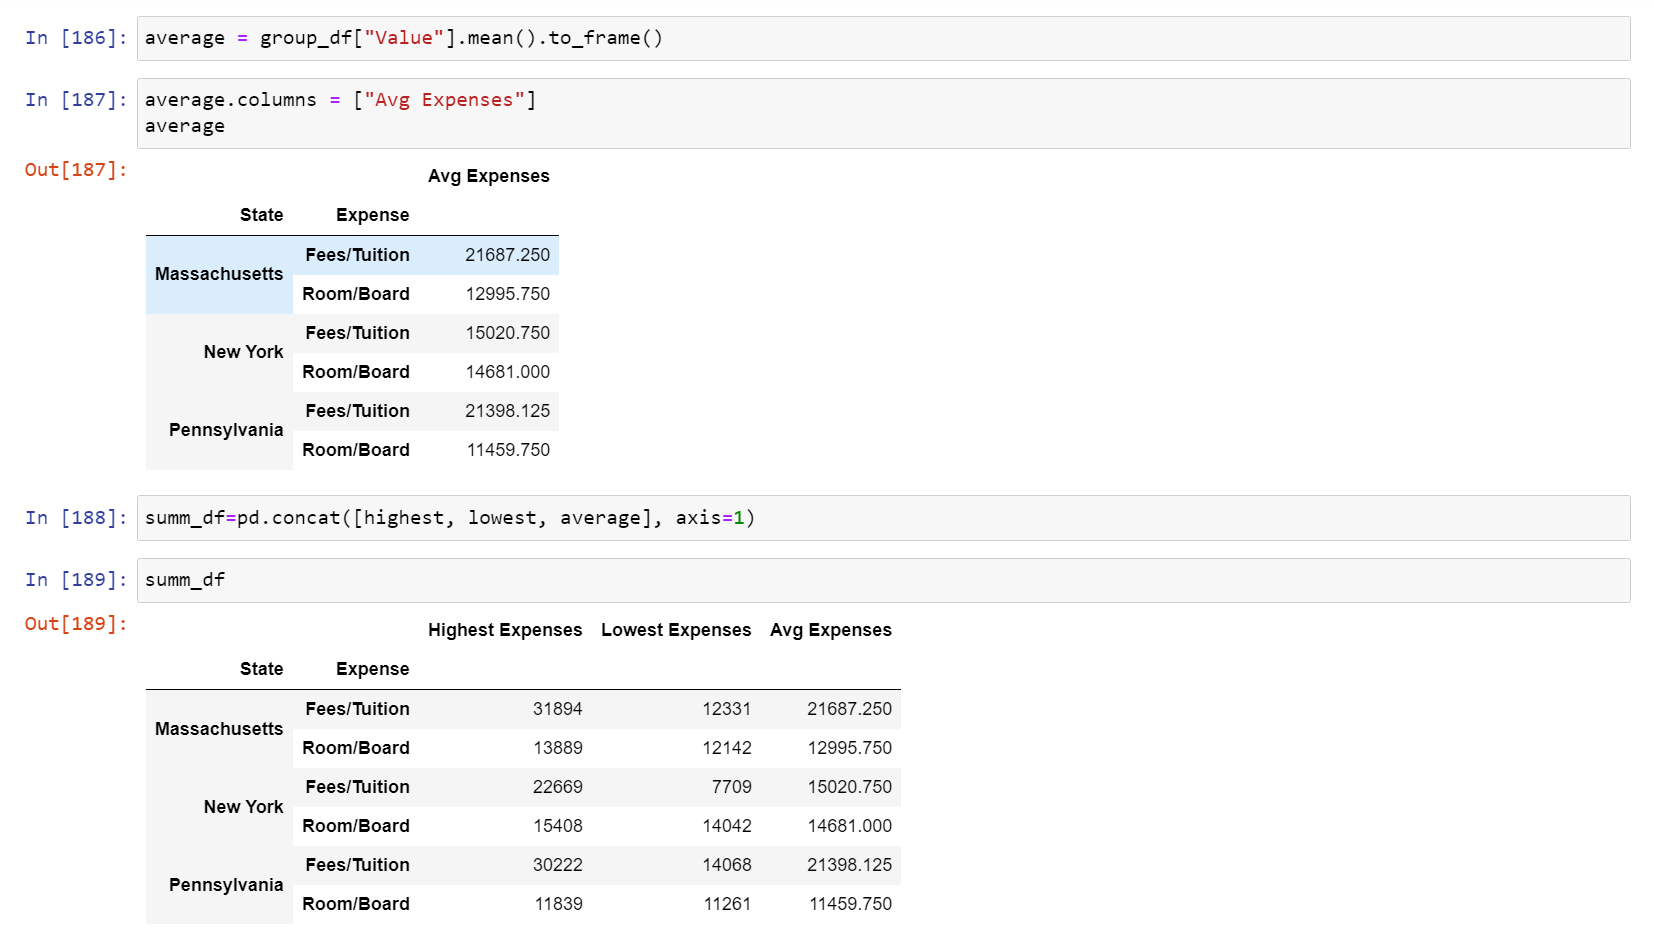 In [186]: average = group_df["Value"].mean().to_frame()
In [187]: average.columns = ["Avg Expenses"]
average
Out[187]:
Avg Expenses
State Expense
Massachusetts Fees/Tuition 21687.250
Room/Board 12995.750
New York Fees/Tuition 15020.750
Room/Board 14681.000
Pennsylvania Fees/Tuition 21398.125
Room/Board 11459.750
In [188]: summ_df=pd.concat([highest, lowest, average], axis=1)
In [189]: summ_df
Out[189]:
Highest Expenses Lowest Expenses Avg Expenses
State Expense
Massachusetts Fees/Tuition 31894 12331 21687.250
Room/Board 13889 12142 12995.750
New York Fees/Tuition 22669 7709 15020.750
Room/Board 15408 14042 14681.000
Pennsylvania Fees/Tuition 30222 14068 21398.125
Room/Board 11839 11261 11459.750